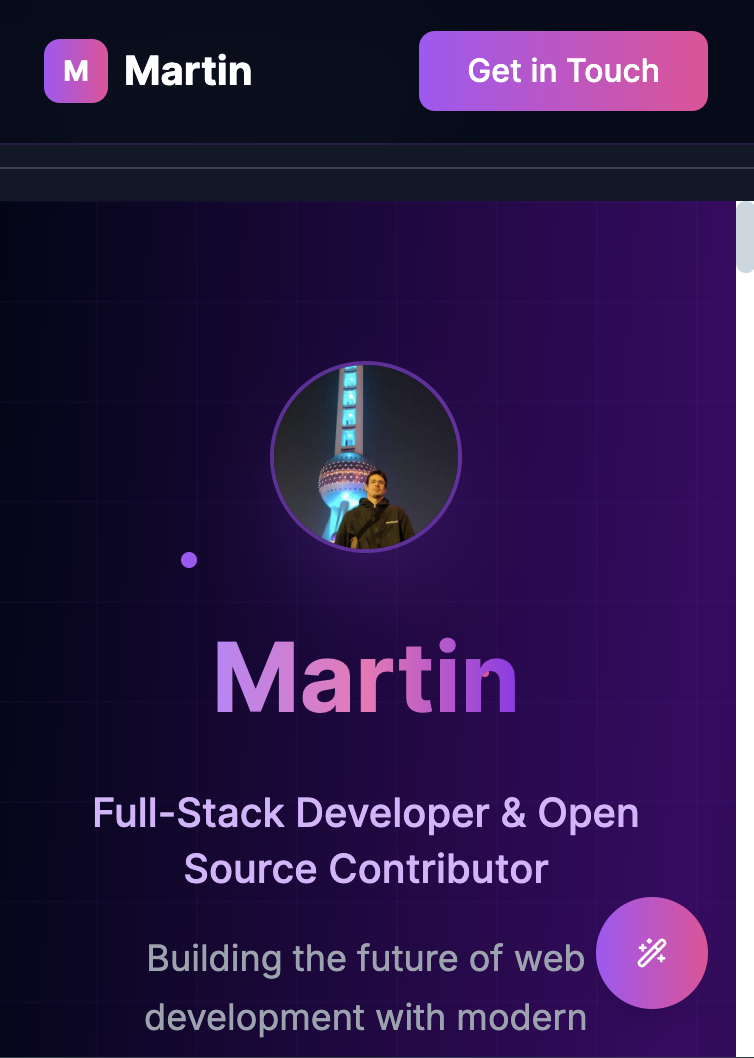 M Martin
Get in Touch
Martin
Full-Stack Developer & Open
Source Contributor
Building the future of web
development with modern